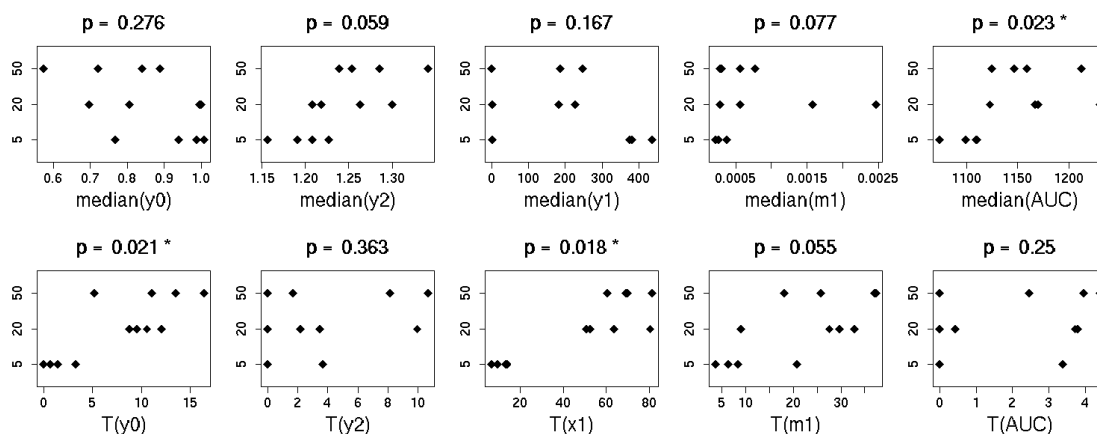 p = 0.276
50
20
5
0.6 0.7 0.8 0.9 1.0
median(y0)
p = 0.059
50
20
5
1.15 1.20 1.25 1.30
median(y2)
p = 0.167
50
20
5
0 100 200 300 400
median(y1)
p = 0.077
50
20
5
0.0005 0.0015 0.0025
median(m1)
p = 0.023 *
50
20
5
1100 1150 1200
median(AUC)
p = 0.021 *
50
20
5
0 5 10 15
T(y0)
p = 0.363
50
20
5
0 2 4 6 8 10
T(y2)
p = 0.018 *
50
20
5
20 40 60 80
T(x1)
p = 0.055
50
20
5
5 10 20 30
T(m1)
p = 0.25
50
20
5
0 1 2 3 4
T(AUC)